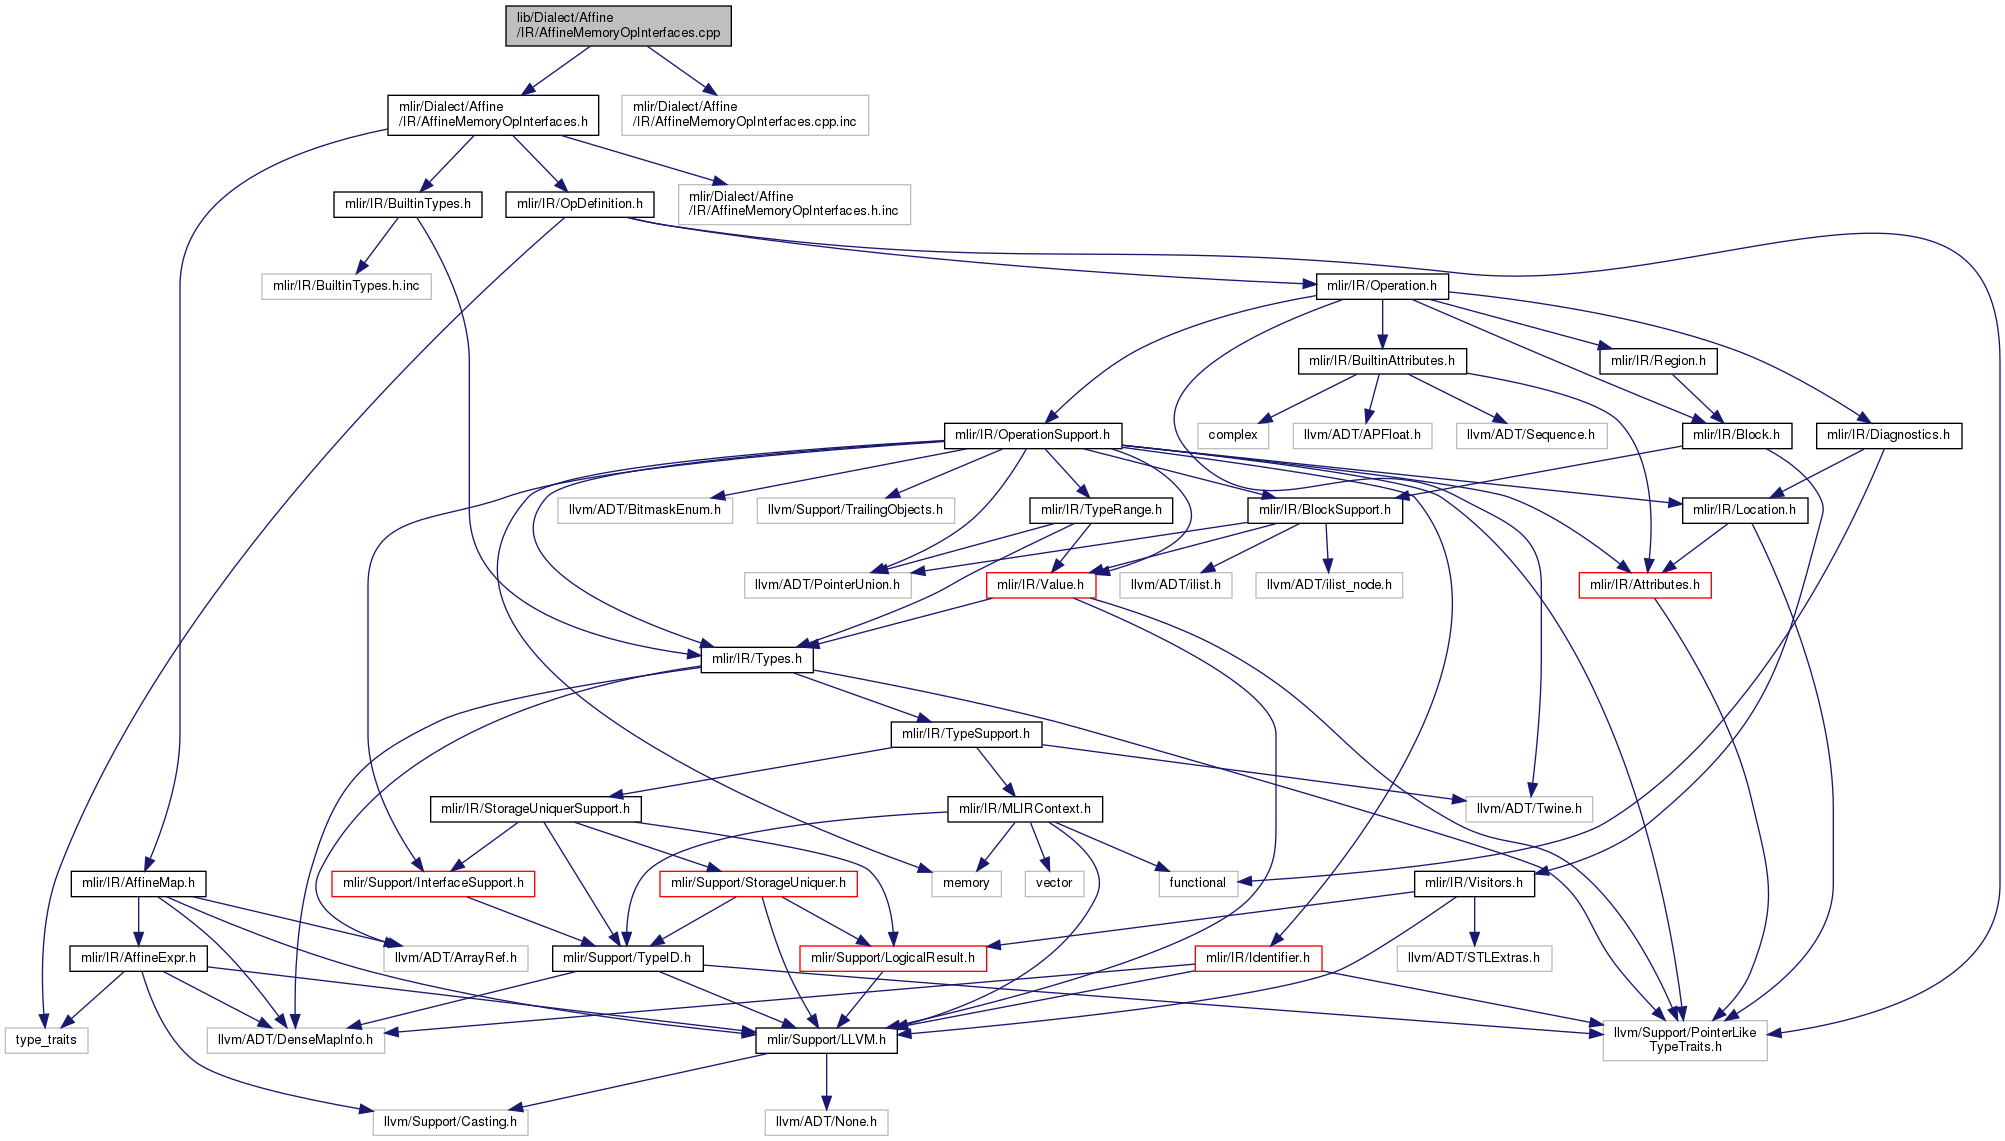 lib/Dialect/Affine
/IR/AffineMemoryOpInterfaces.cpp
mlir/Dialect/Affine
/IR/AffineMemoryOpInterfaces.h
mlir/Dialect/Affine
/IR/AffineMemoryOpInterfaces.cpp.inc
mlir/IR/BuiltinTypes.h
mlir/IR/OpDefinition.h
mlir/Dialect/Affine
/IR/AffineMemoryOpInterfaces.h.inc
mlir/IR/BuiltinTypes.h.inc
mlir/IR/Operation.h
mlir/IR/BuiltinAttributes.h
mlir/IR/Region.h
mlir/IR/OperationSupport.h
complex
llvm/ADT/APFloat.h
llvm/ADT/Sequence.h
mlir/IR/Block.h
mlir/IR/Diagnostics.h
llvm/ADT/BitmaskEnum.h
llvm/Support/TrailingObjects.h
mlir/IR/TypeRange.h
mlir/IR/BlockSupport.h
mlir/IR/Location.h
llvm/ADT/PointerUnion.h
mlir/IR/Value.h
llvm/ADT/ilist.h
llvm/ADT/ilist_node.h
mlir/IR/Attributes.h
mlir/IR/Types.h
mlir/IR/TypeSupport.h
mlir/IR/StorageUniquerSupport.h
mlir/IR/MLIRContext.h
llvm/ADT/Twine.h
mlir/IR/AffineMap.h
mlir/Support/InterfaceSupport.h
mlir/Support/StorageUniquer.h
memory
vector
functional
mlir/IR/Visitors.h
mlir/IR/AffineExpr.h
llvm/ADT/ArrayRef.h
mlir/Support/TypeID.h
mlir/Support/LogicalResult.h
mlir/IR/Identifier.h
llvm/ADT/STLExtras.h
type_traits
llvm/ADT/DenseMapInfo.h
mlir/Support/LLVM.h
llvm/Support/PointerLike
TypeTraits.h
llvm/Support/Casting.h
llvm/ADT/None.h